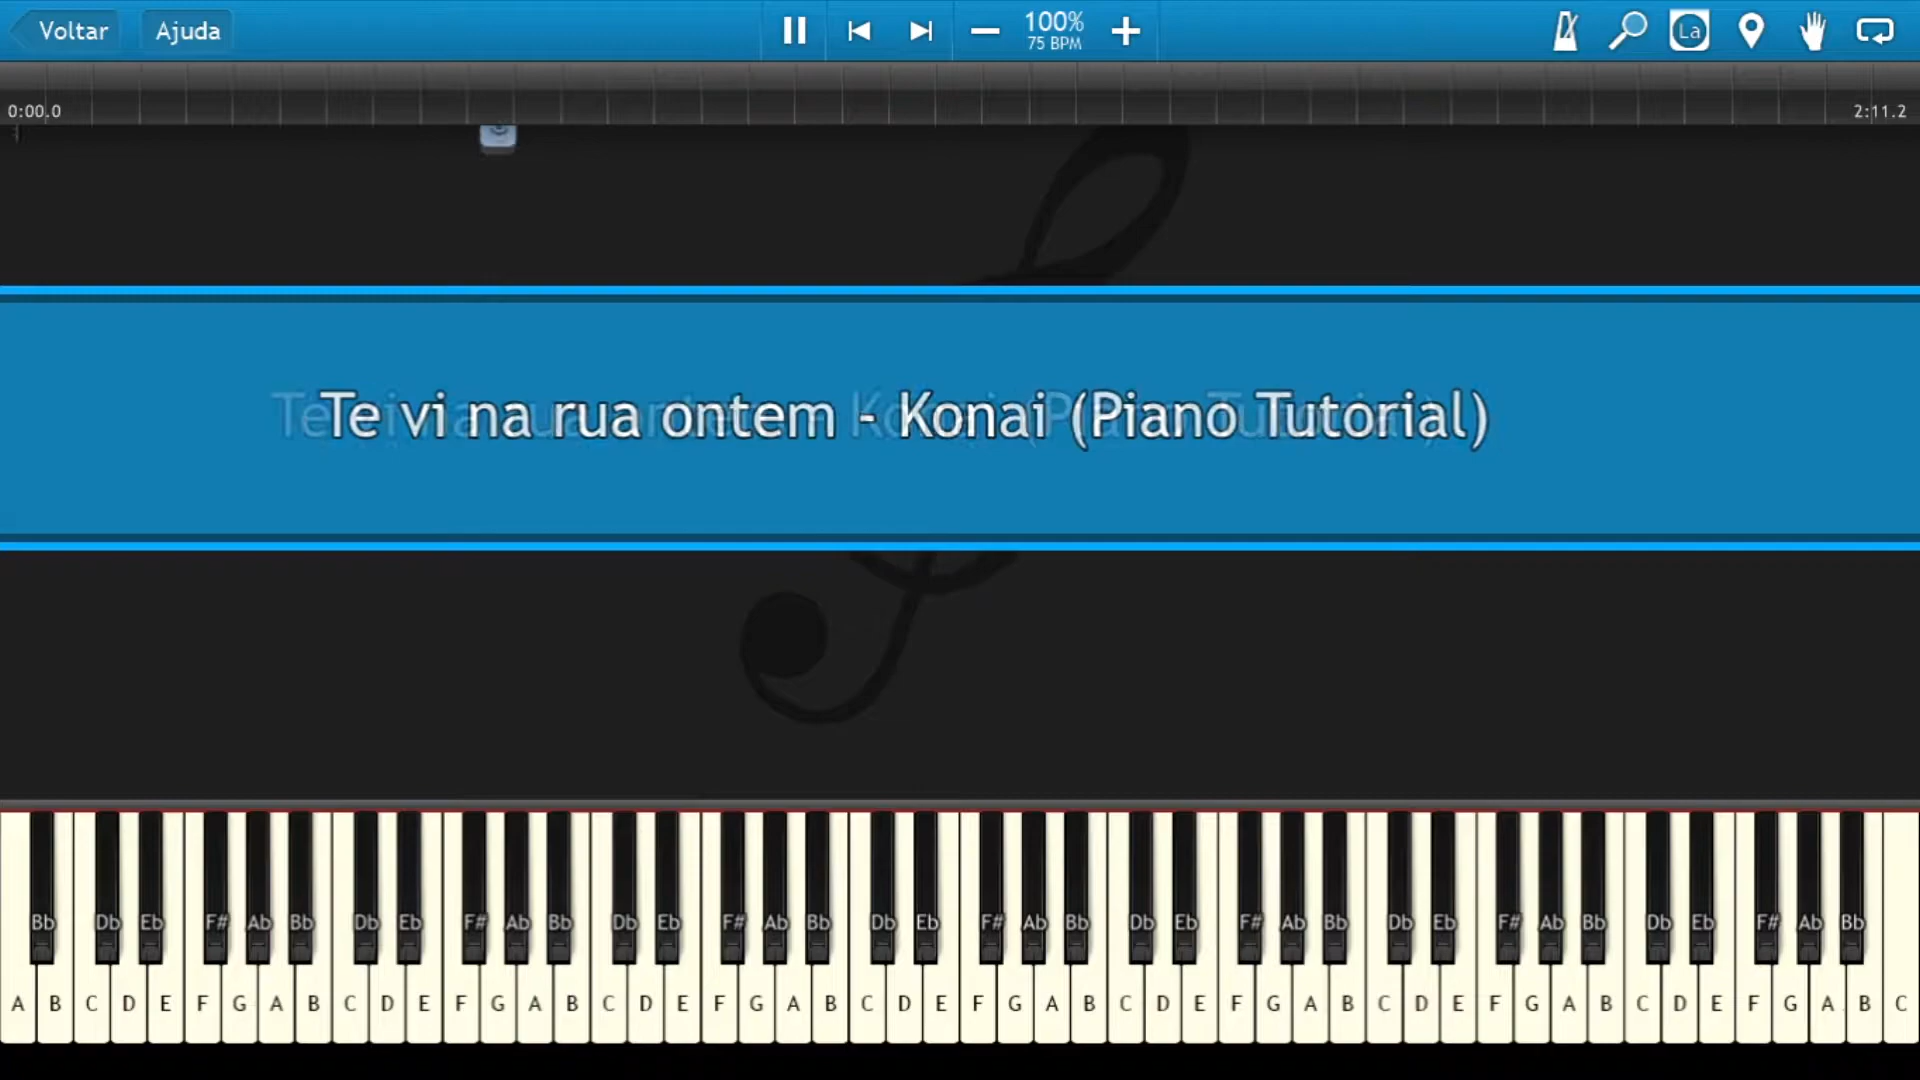 Voltar Ajuda 100% La
75 BPM
0:00.0 2:11.2
Te vi na rua ontem - Konai (Piano Tutorial)
Bb Db Eb F# Ab Bb Db Eb F# Ab Bb Db Eb F# Ab Bb Db Eb F# Ab Bb Db Eb F# Ab Bb Db Eb F# Ab Bb Db Eb F# Ab Bb
A B C D E F G A B C D E F G A B C D E F G A B C D E F G A B C D E F G A B C D E F G A B C D E F G A B C